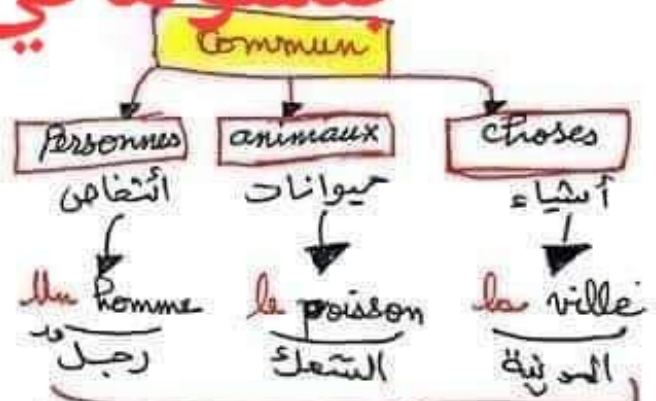 Commun
Personnes animaux choses
أشخاص حيوانات أشياء
Un homme le poisson la ville
رجل السمك المدينة